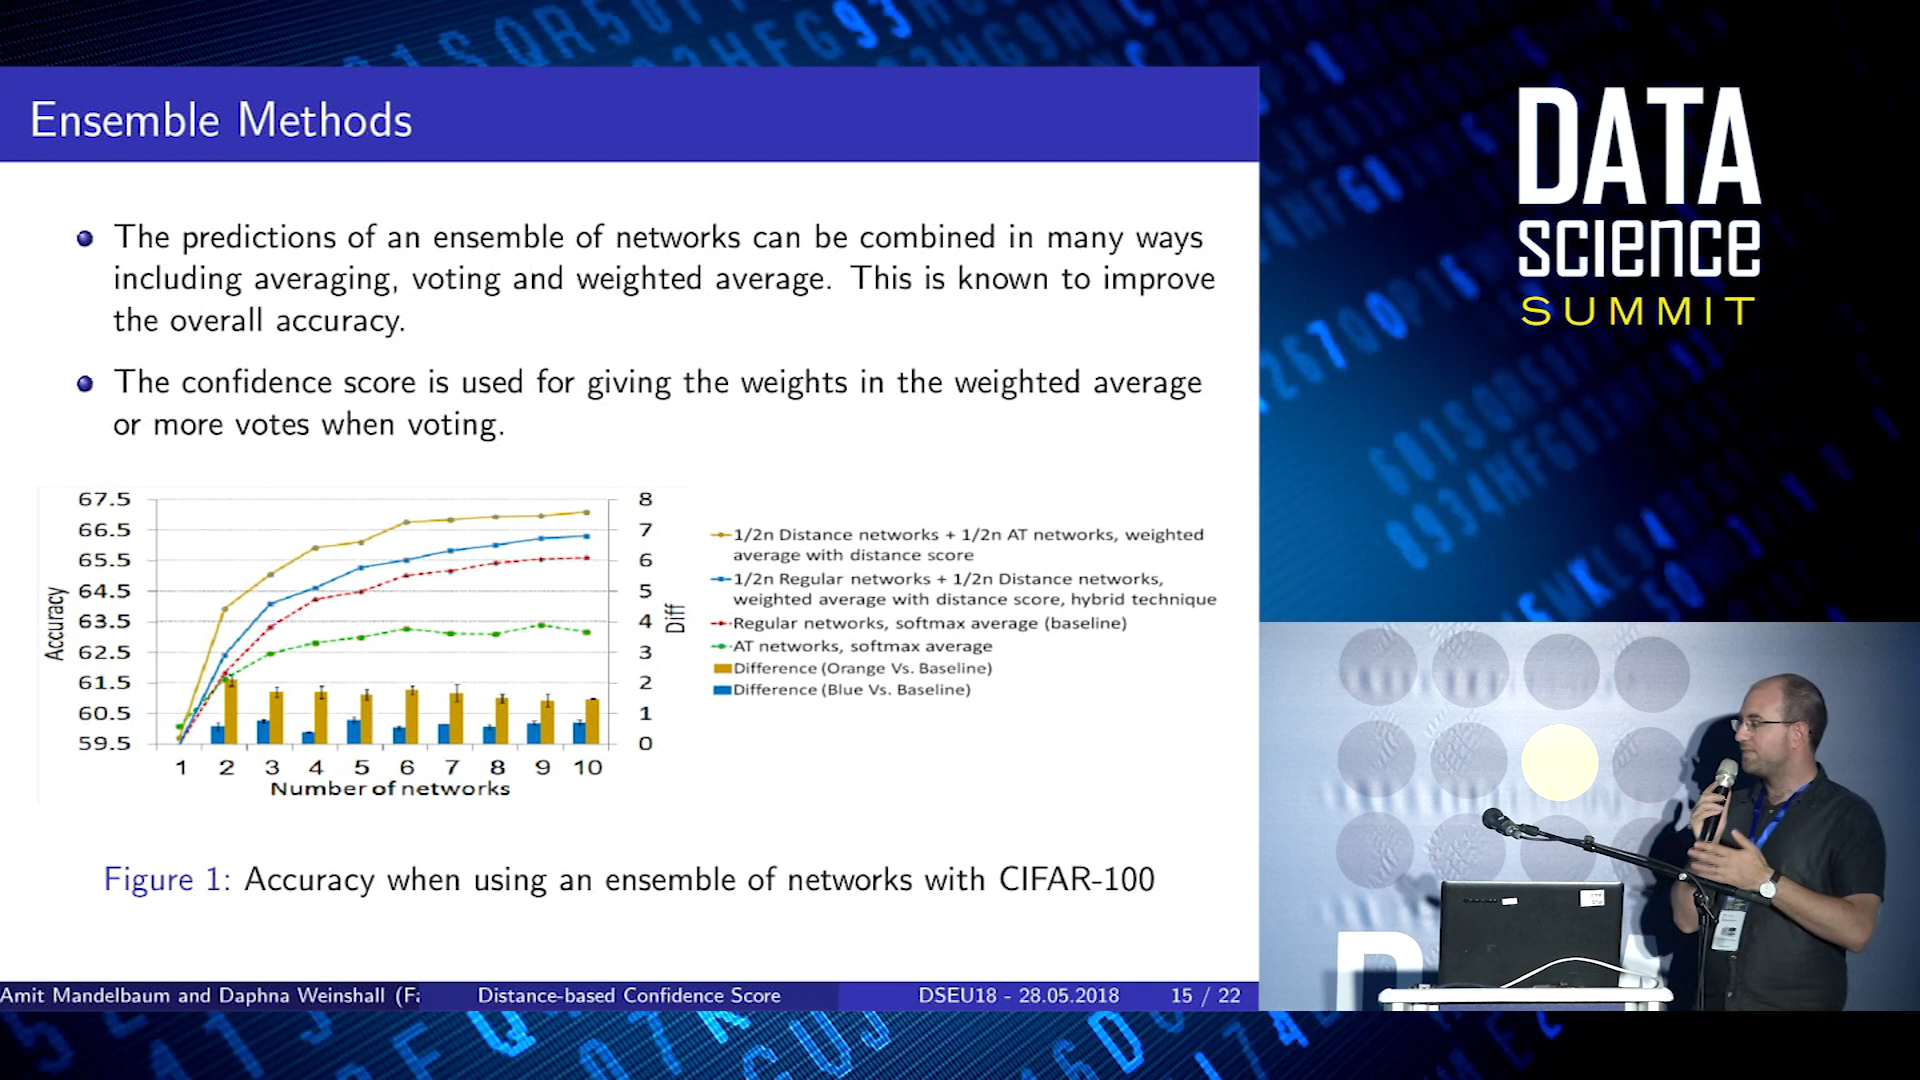 Ensemble Methods
The predictions of an ensemble of networks can be combined in many ways
including averaging, voting and weighted average. This is known to improve
the overall accuracy.
The confidence score is used for giving the weights in the weighted average
or more votes when voting.
67.5
66.5
65.5
64.5
63.5
62.5
61.5
60.5
59.5
Accuracy
8
7
6
5
4
3
2
1
0
Diff
1 2 3 4 5 6 7 8 9 10
Number of networks
1/2n Distance networks + 1/2n AT networks, weighted
average with distance score
1/2n Regular networks + 1/2n Distance networks,
weighted average with distance score, hybrid technique
Regular networks, softmax average (baseline)
AT networks, softmax average
Difference (Orange Vs. Baseline)
Difference (Blue Vs. Baseline)
Figure 1: Accuracy when using an ensemble of networks with CIFAR-100
Amit Mandelbaum and Daphna Weinshall (Fa
Distance-based Confidence Score
DSEU18 - 28.05.2018
15 / 22
DATA
SCIENCE
SUMMIT